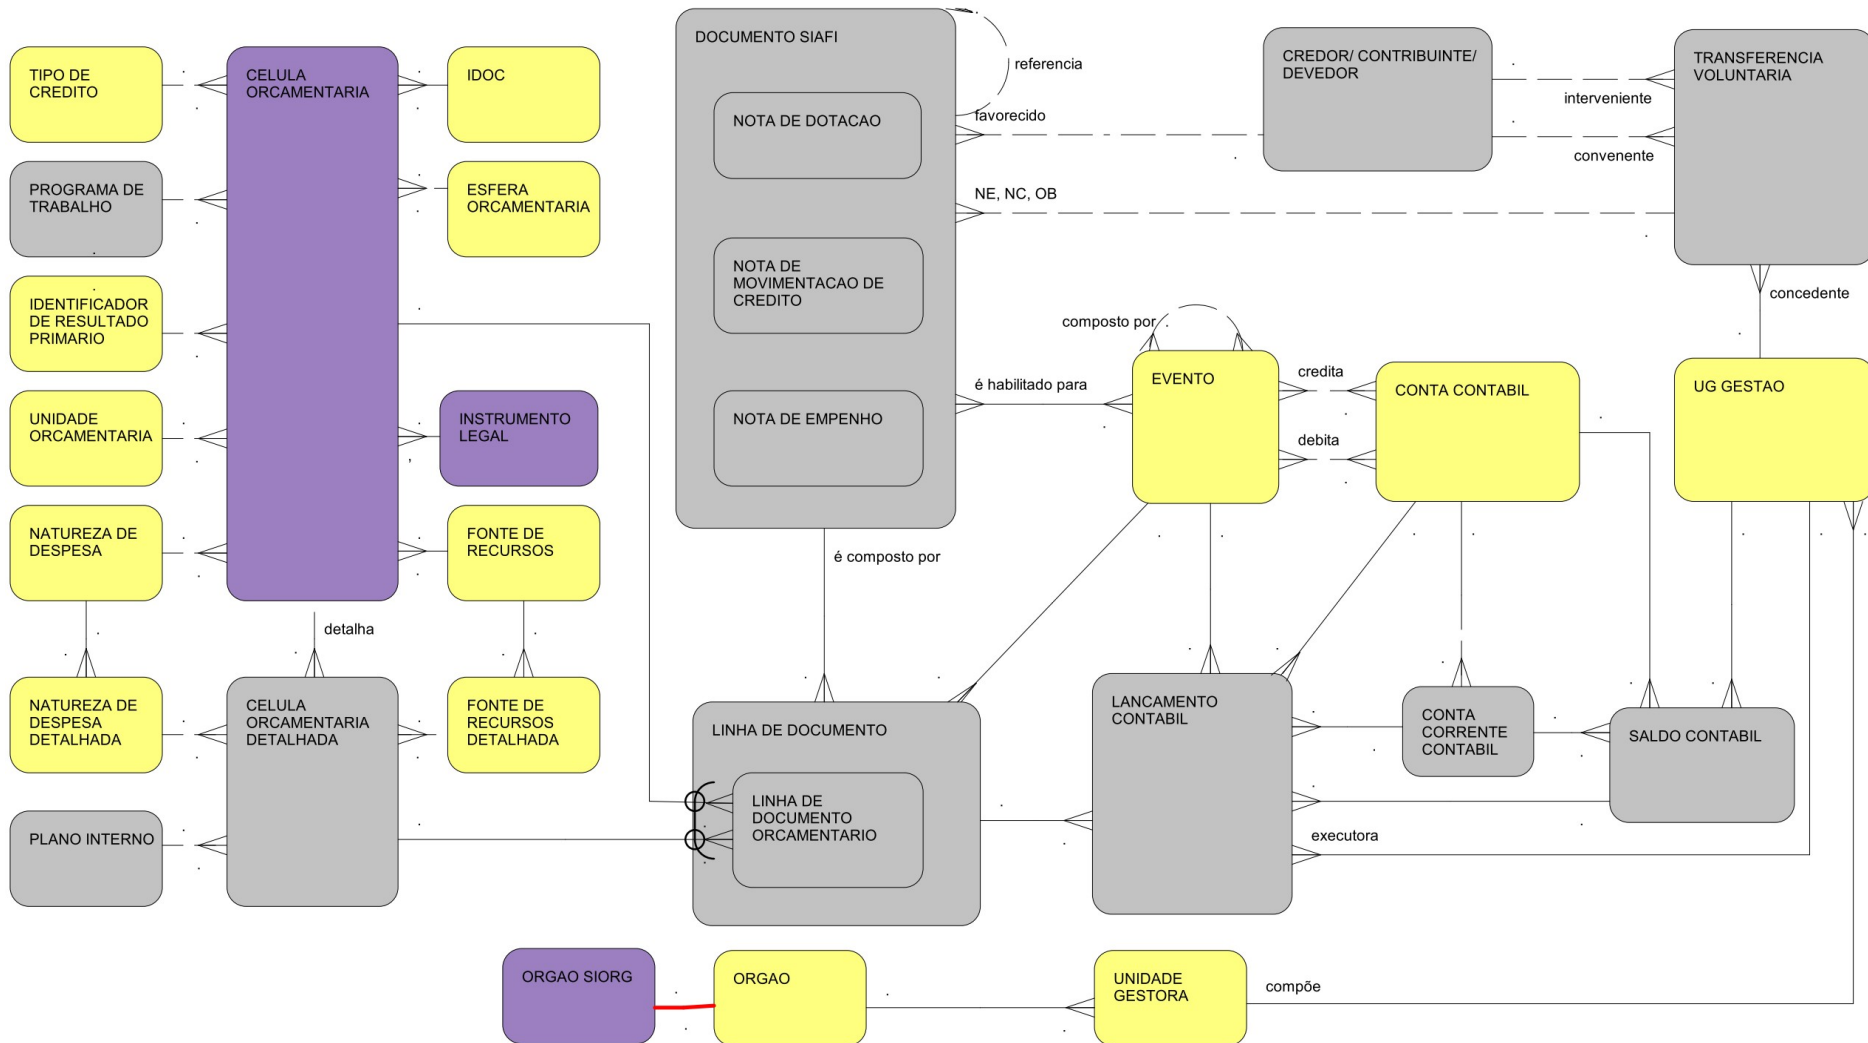 TIPO DE
CREDITO
CELULA
ORCAMENTARIA
IDOC
PROGRAMA DE
TRABALHO
ESFERA
ORCAMENTARIA
IDENTIFICADOR
DE RESULTADO
PRIMARIO
UNIDADE
ORCAMENTARIA
INSTRUMENTO
LEGAL
NATUREZA DE
DESPESA
FONTE DE
RECURSOS
detalha
NATUREZA DE
DESPESA
DETALHADA
CELULA
ORCAMENTARIA
DETALHADA
FONTE DE
RECURSOS
DETALHADA
PLANO INTERNO
DOCUMENTO SIAFI
referencia
NOTA DE DOTACAO
favorecido
NE, NC, OB
NOTA DE
MOVIMENTACAO DE
CREDITO
NOTA DE EMPENHO
é habilitado para
é composto por
CREDOR/ CONTRIBUINTE/
DEVEDOR
interveniente
convenente
TRANSFERENCIA
VOLUNTARIA
concedente
composto por
EVENTO
credita
debita
CONTA CONTABIL
UG GESTAO
LINHA DE DOCUMENTO
LINHA DE
DOCUMENTO
ORCAMENTARIO
LANCAMENTO
CONTABIL
CONTA
CORRENTE
CONTABIL
SALDO CONTABIL
executora
ORGAO SIORG
ORGAO
UNIDADE
GESTORA
compõe